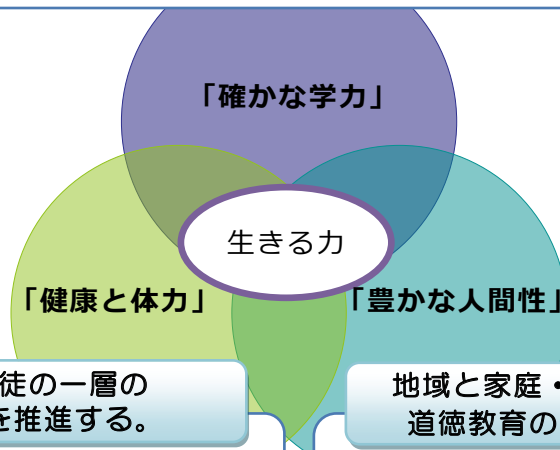 「確かな学力」
生きる力
「健康と体力」
「豊かな人間性」
徒の一層の
を推進する。
地域と家庭・
道徳教育の